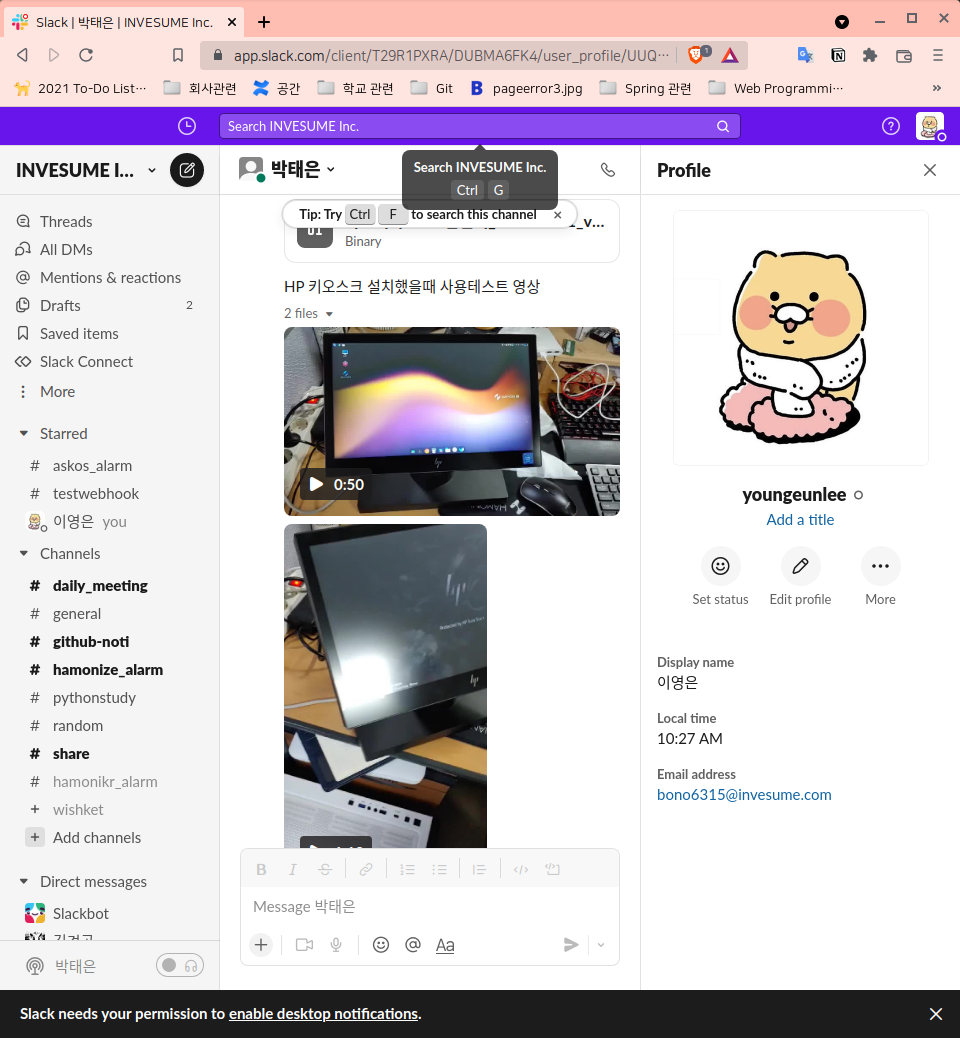 Slack | 박태은 | INVESUME Inc.
app.slack.com/client/T29R1PXRA/DUBMA6FK4/user_profile/UUQ…
1
2021 To-Do List…
회사관련
공간
학교 관련
Git
pageerror3.jpg
Spring 관련
Web Programmi…
Search INVESUME Inc.
INVESUME I...
박태은
Search INVESUME Inc.
Ctrl G
Profile
Tip: Try Ctrl F to search this channel
01
Binary
Threads
All DMs
Mentions & reactions
Drafts 2
Saved items
Slack Connect
More
Starred
# askos_alarm
# testwebhook
이영은 you
Channels
# daily_meeting
# general
# github-noti
# hamonize_alarm
# pythonstudy
# random
# share
# hamonikr_alarm
+ wishket
+ Add channels
Direct messages
Slackbot
박태은
HP 키오스크 설치했을때 사용테스트 영상
2 files
0:50
hp
B I S
Message 박태은
Aa
youngeunlee
Add a title
Set status
Edit profile
More
Display name
이영은
Local time
10:27 AM
Email address
bono6315@invesume.com
Slack needs your permission to enable desktop notifications.